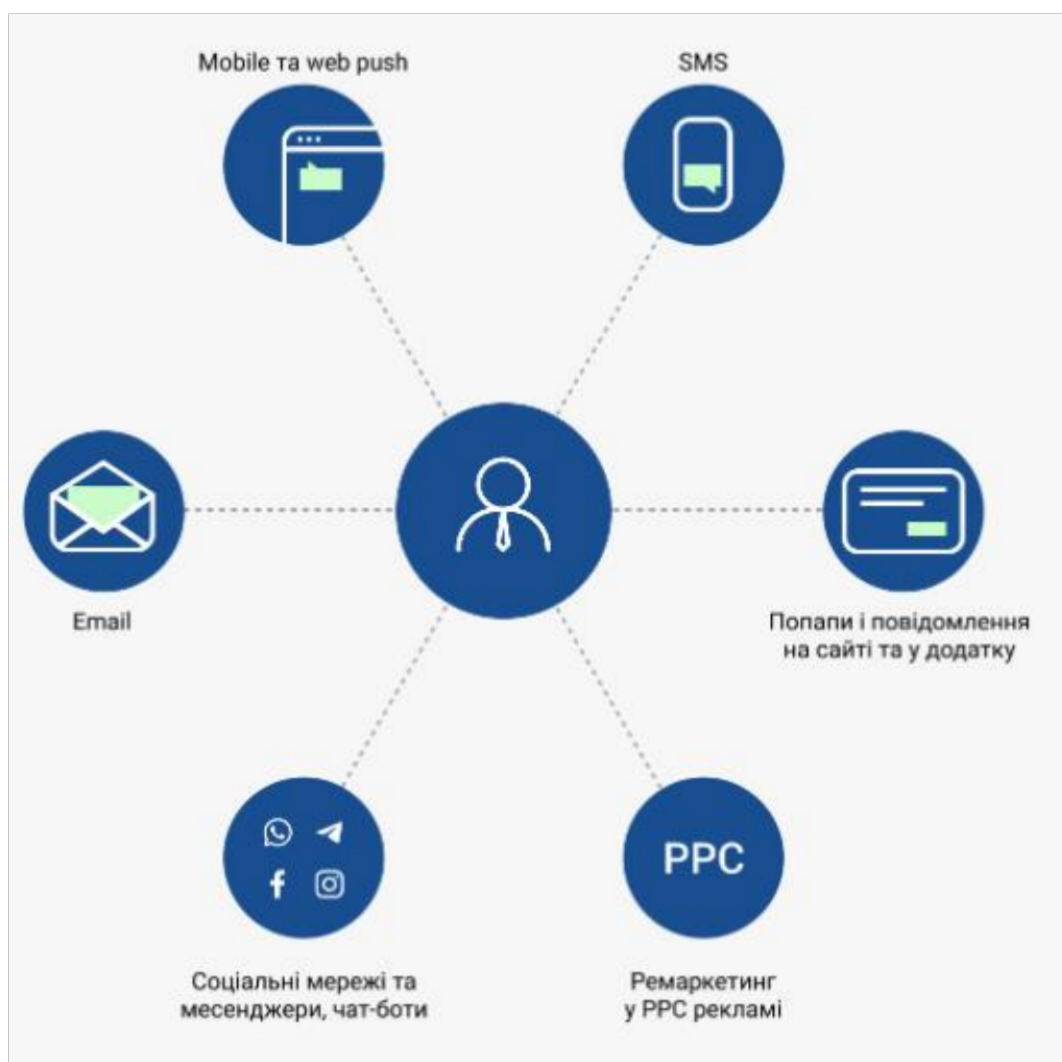 Mobile та web push
SMS
Email
Попапи і повідомлення
на сайті та у додатку
PPC
Соціальні мережі та
месенджери, чат-боти
Ремаркетинг
у PPC рекламі